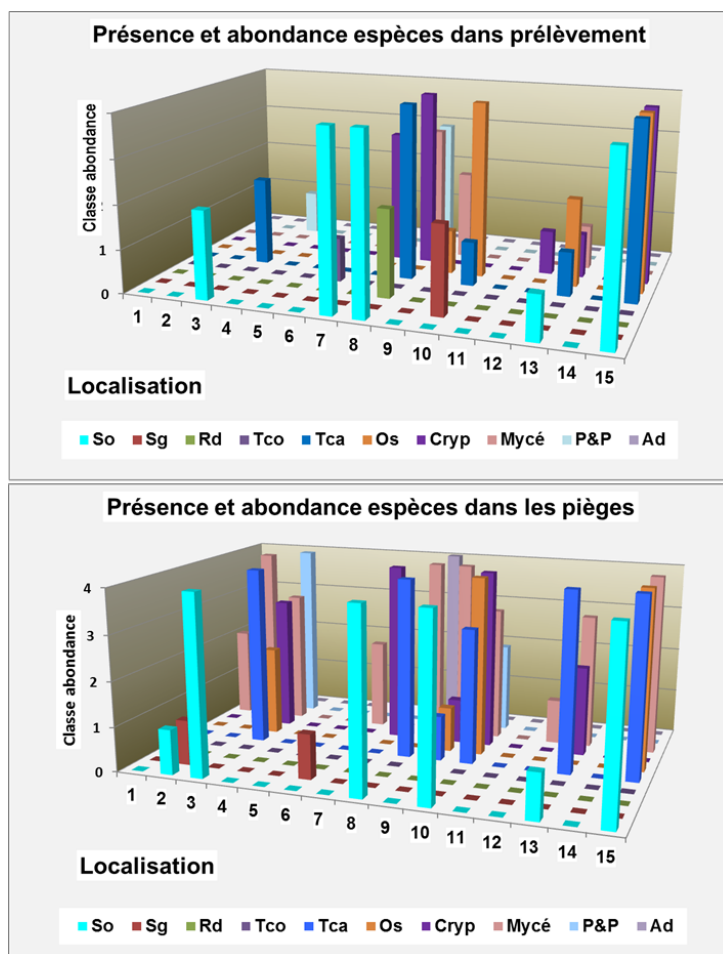 Présence et abondance espèces dans prélèvement
Classe abondance
2
1
0
1 2 3 4 5 6 7 8 9 10 11 12 13 14 15
Localisation
So Sg Rd Tco Tca Os Cryp Mycé P&P Ad
Présence et abondance espèces dans les pièges
Classe abondance
4
3
2
1
0
1 2 3 4 5 6 7 8 9 10 11 12 13 14 15
Localisation
So Sg Rd Tco Tca Os Cryp Mycé P&P Ad